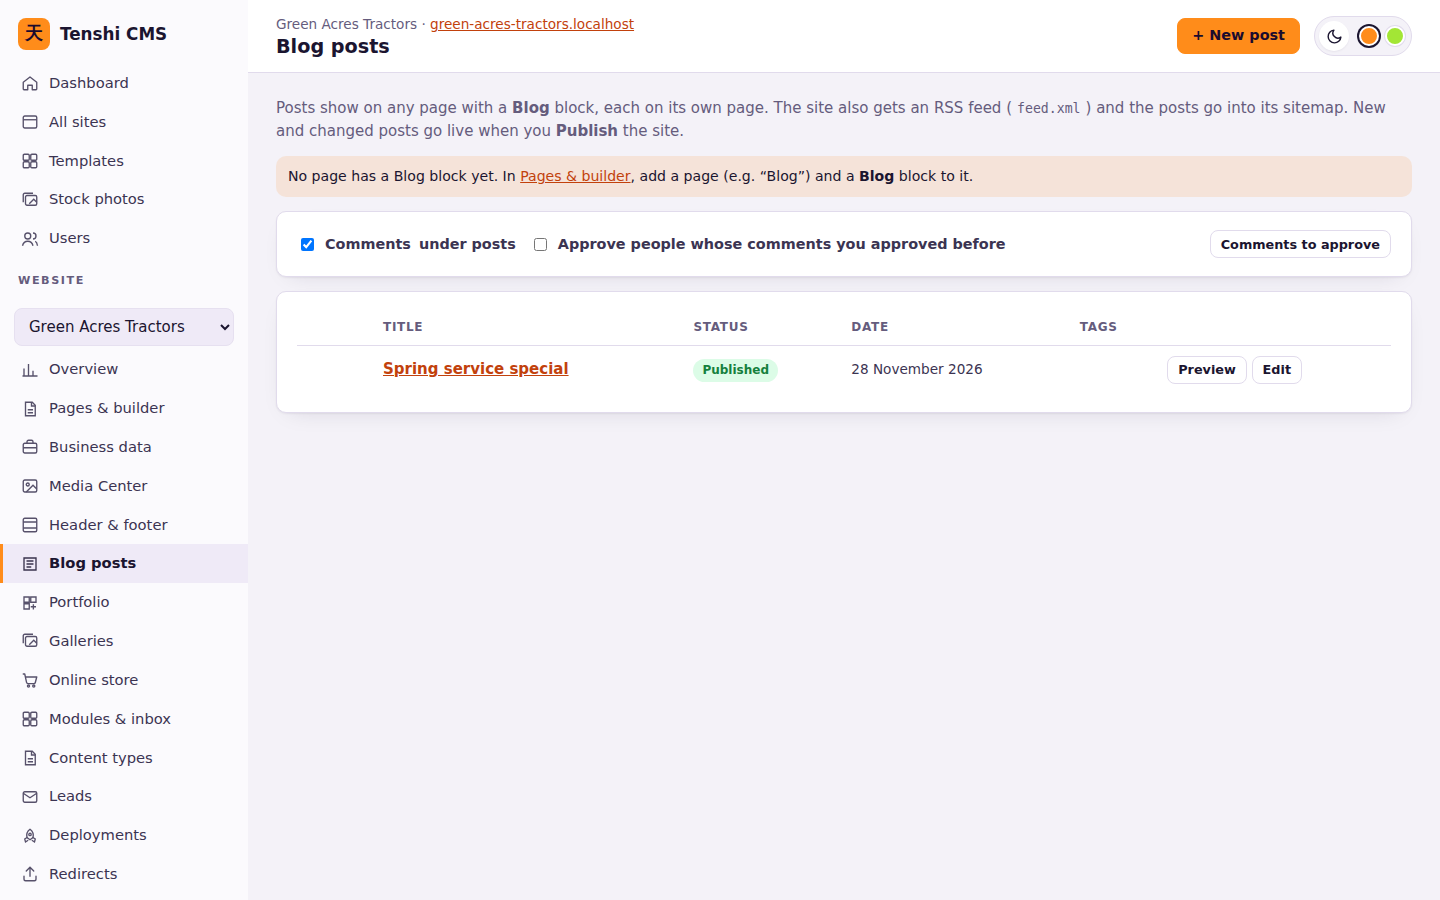 天 Tenshi CMS
Dashboard
All sites
Templates
Stock photos
Users
WEBSITE
Green Acres Tractors
Overview
Pages & builder
Business data
Media Center
Header & footer
Blog posts
Portfolio
Galleries
Online store
Modules & inbox
Content types
Leads
Deployments
Redirects
Green Acres Tractors · green-acres-tractors.localhost
Blog posts
+ New post
Posts show on any page with a Blog block, each on its own page. The site also gets an RSS feed ( feed.xml ) and the posts go into its sitemap. New
and changed posts go live when you Publish the site.
No page has a Blog block yet. In Pages & builder, add a page (e.g. “Blog”) and a Blog block to it.
Comments under posts Approve people whose comments you approved before Comments to approve
TITLE STATUS DATE TAGS
Spring service special Published 28 November 2026 Preview Edit